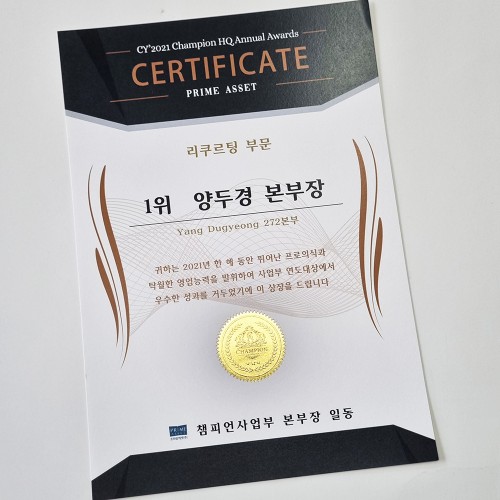 CY'2021 Champion HQ Annual Awards
CERTIFICATE
PRIME ASSET
리쿠르팅 부문
1위 양두경 본부장
Yang Dugyeong 272본부
귀하는 2021년 한 해 동안 뛰어난 프로의식과
탁월한 영업능력을 발휘하여 사업부 연도대상에서
우수한 성과를 거두었기에 이 상장을 드립니다
CHAMPION
PRIME
챔피언사업부 본부장 일동